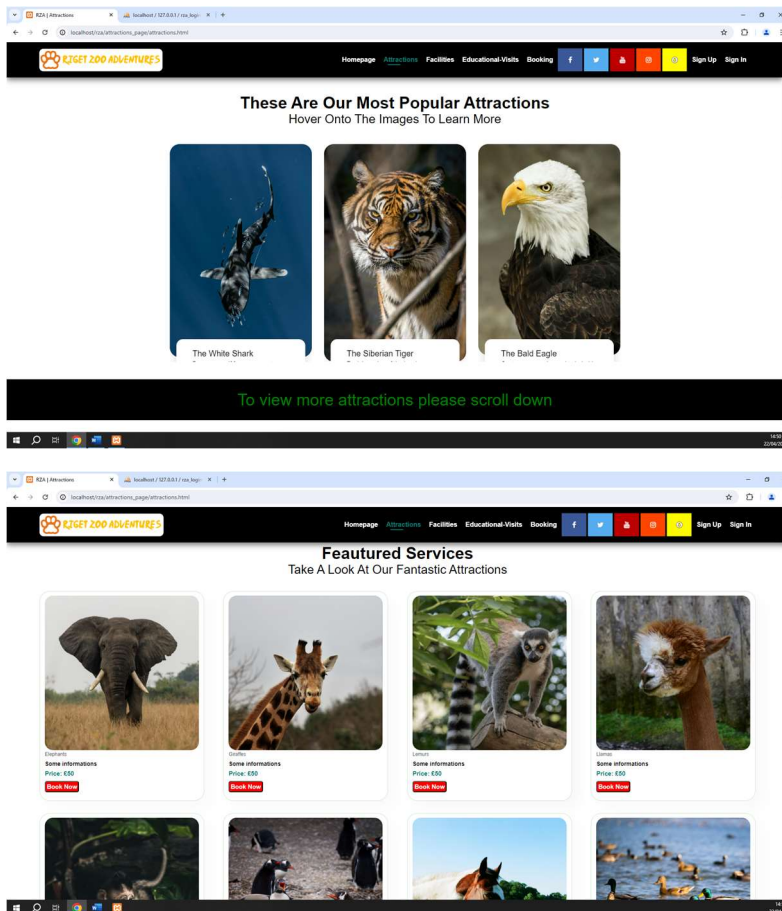 RZA | Attractions
localhost / 127.0.0.1 / rza_login
localhost/rza/attractions_page/attractions.html
RIGET ZOO ADVENTURES
Homepage Attractions Facilities Educational-Visits Booking Sign Up Sign In
These Are Our Most Popular Attractions
Hover Onto The Images To Learn More
The White Shark The Siberian Tiger The Bald Eagle
To view more attractions please scroll down
14:50
RZA | Attractions
localhost / 127.0.0.1 / rza_login
localhost/rza/attractions_page/attractions.html
RIGET ZOO ADVENTURES
Homepage Attractions Facilities Educational-Visits Booking Sign Up Sign In
Feautured Services
Take A Look At Our Fantastic Attractions
Elephants Giraffes Lemurs Llamas
Some informations Some informations Some informations Some informations
Price: £50 Price: £50 Price: £50 Price: £50
Book Now Book Now Book Now Book Now